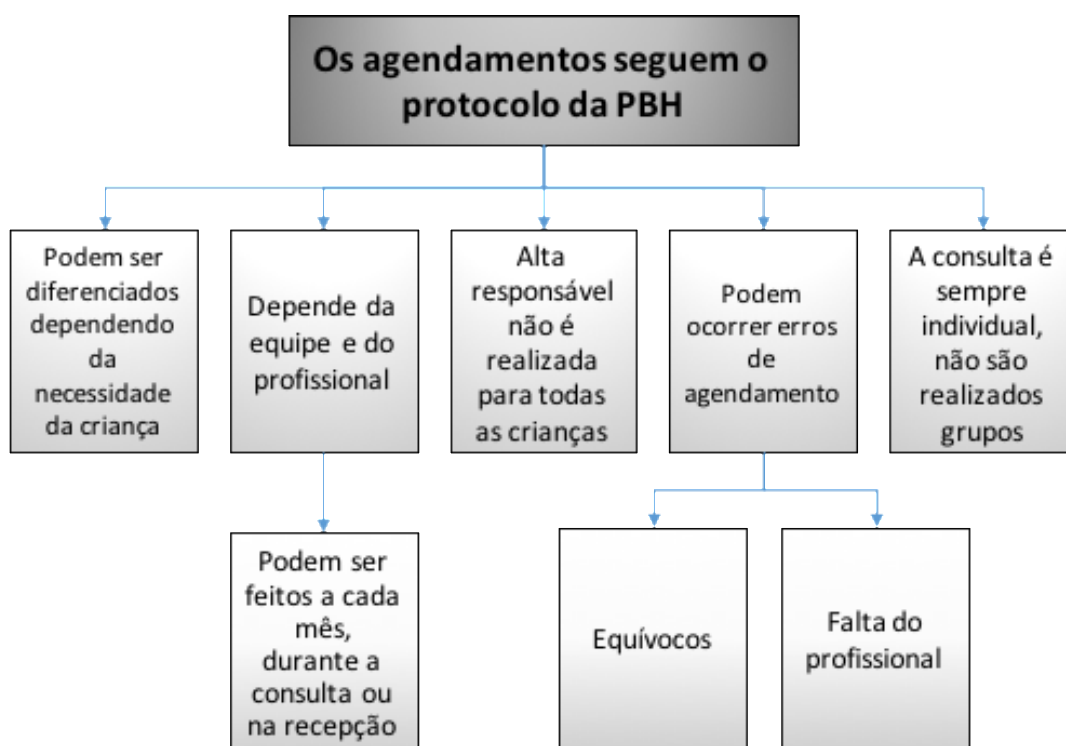 Os agendamentos seguem o
protocolo da PBH
Podem ser
diferenciados
dependendo
da
necessidade
da criança
Depende da
equipe e do
profissional
Alta
responsável
não é
realizada
para todas
as crianças
Podem
ocorrer erros
de
agendamento
A consulta é
sempre
individual,
não são
realizados
grupos
Podem ser
feitos a cada
mês,
durante a
consulta ou
na recepção
Equívocos
Falta do
profissional